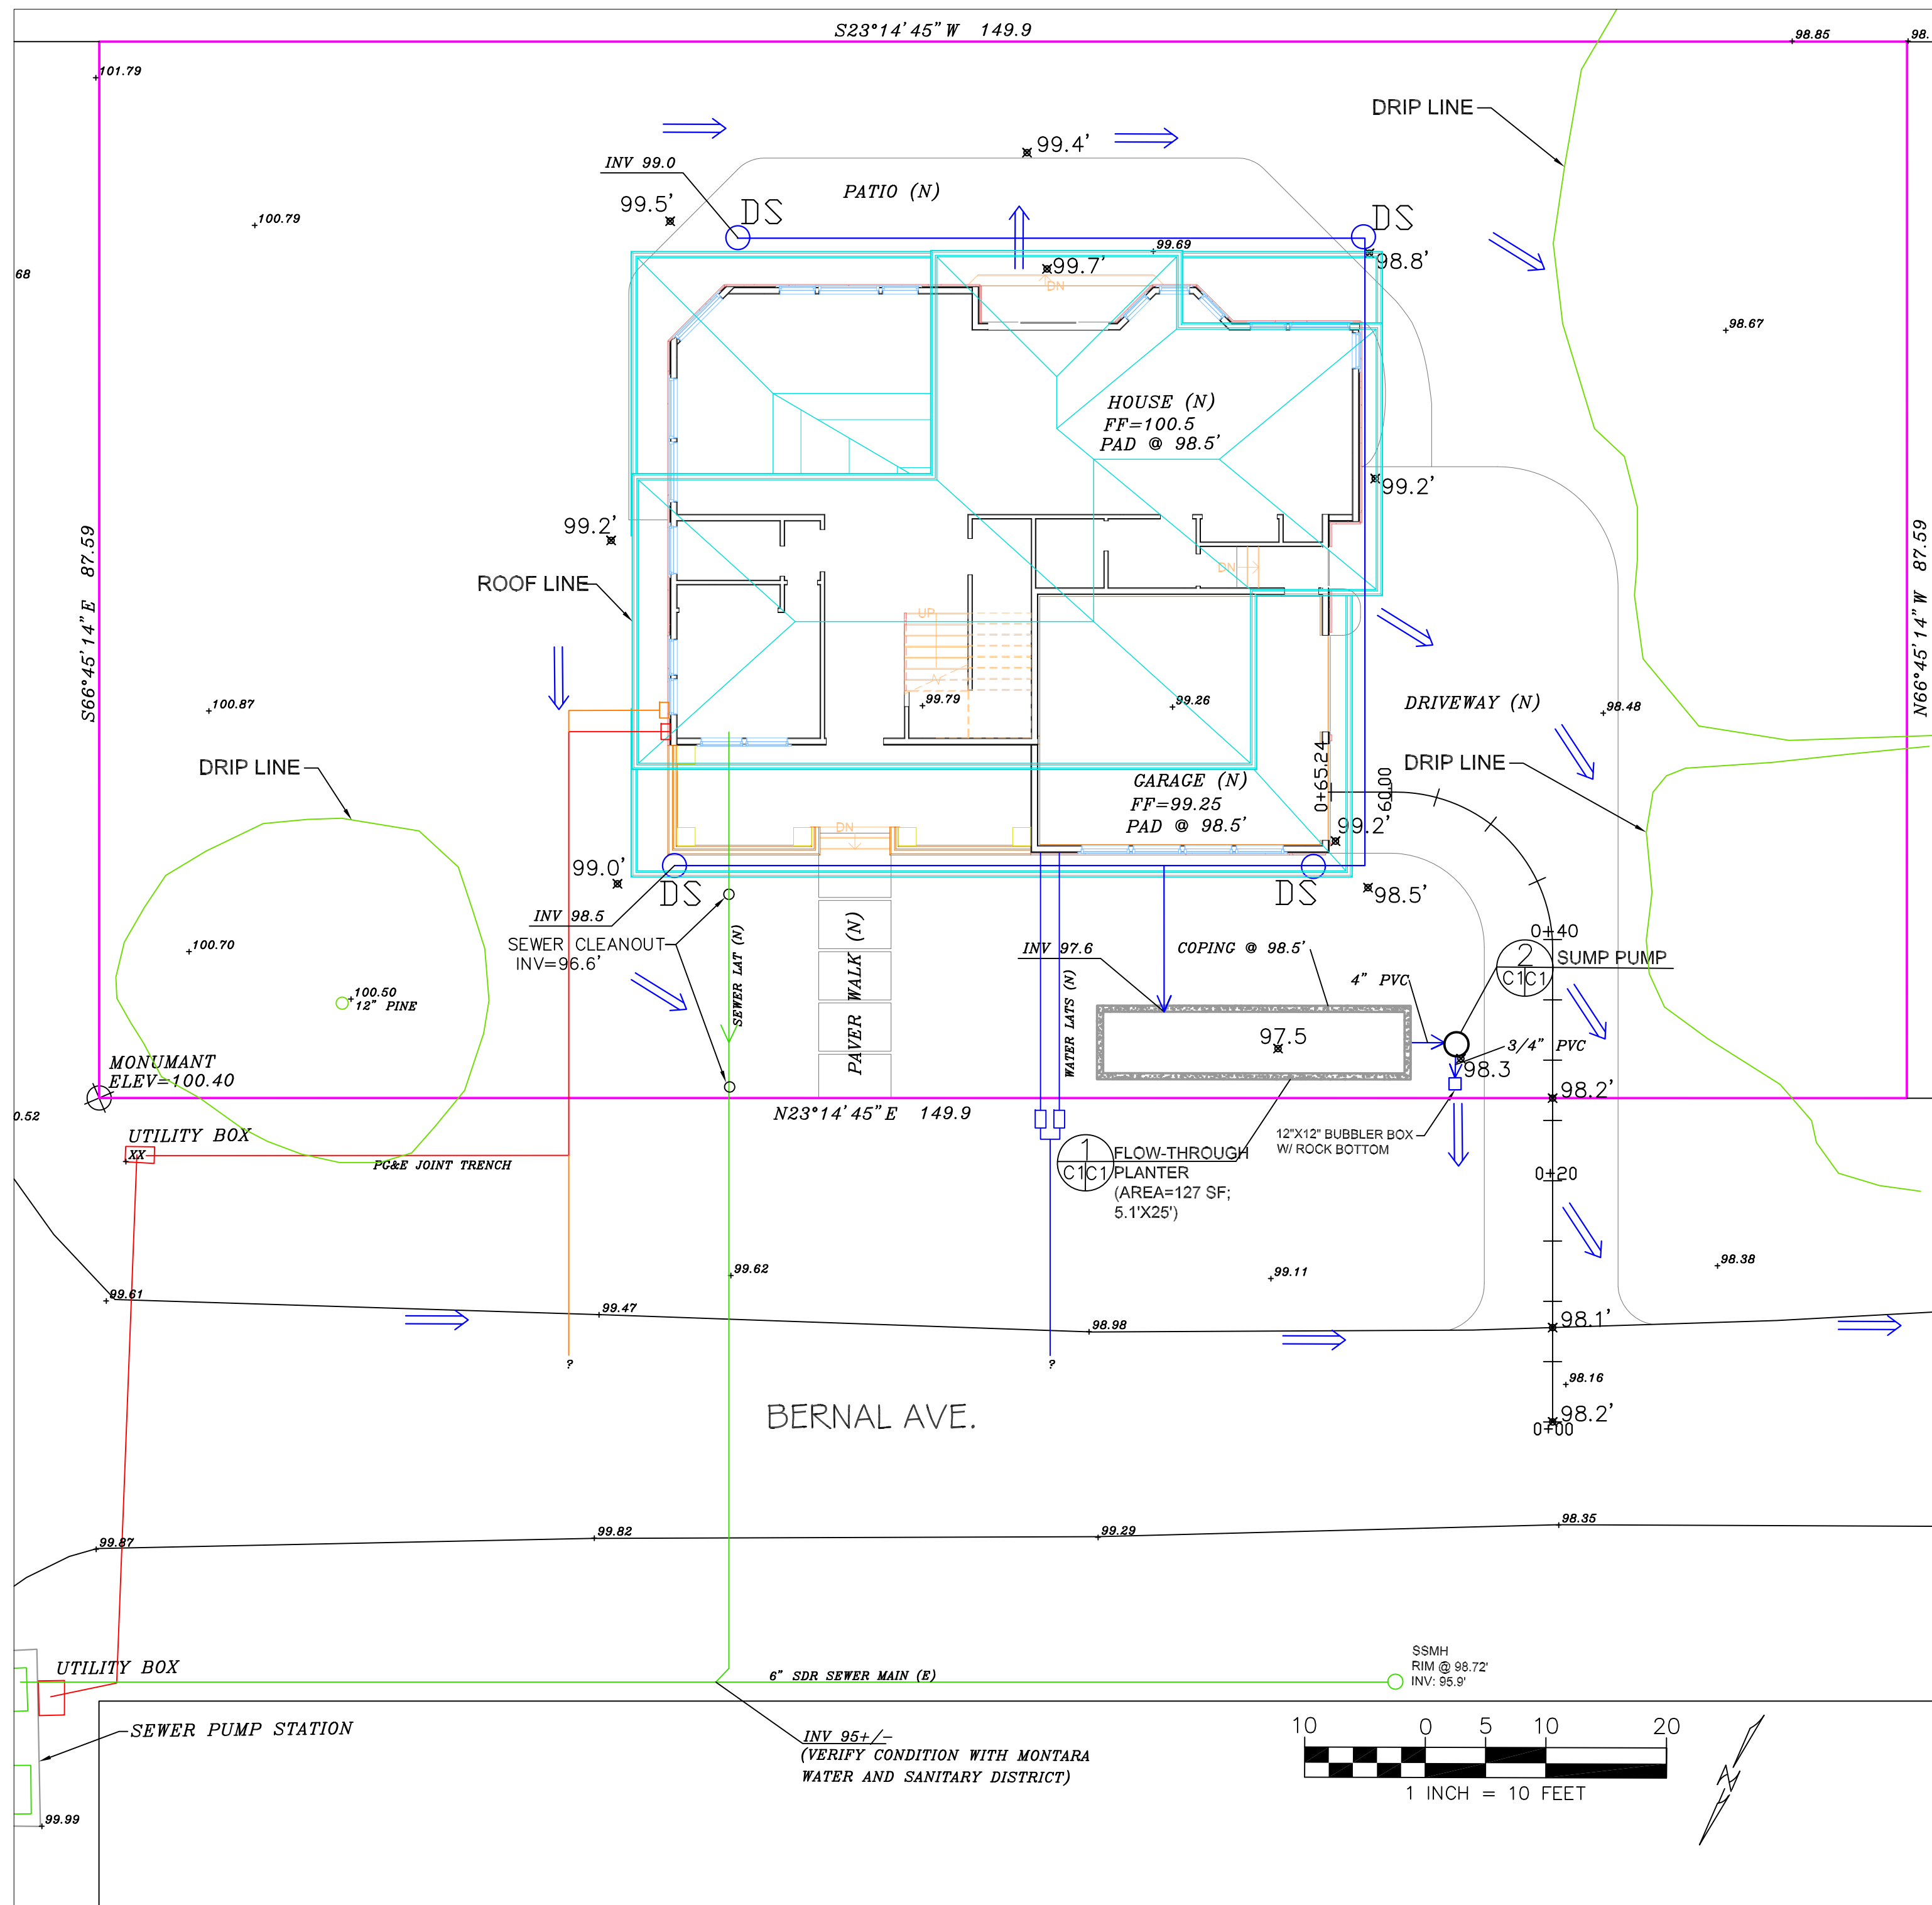 S23°14'45"W 149.9
98.85
98.
101.79
DRIP LINE
99.4'
INV 99.0
PATIO (N)
99.5'
DS
DS
100.79
99.69
98.8'
68
99.7'
DN
98.67
HOUSE (N)
FF=100.5
PAD @ 98.5'
99.2'
99.2'
S66°45'14"E 87.59
N66°45'14"W 87.59
ROOF LINE
DN
UP
99.79
99.26
100.87
DRIVEWAY (N)
98.48
DRIP LINE
DRIP LINE
GARAGE (N)
FF=99.25
PAD @ 98.5'
0+65.24
60.00
DN
99.2'
99.0'
DS
DS
98.5'
INV 98.5
SEWER CLEANOUT
INV=96.6'
SEWER LAT (N)
PAVER WALK (N)
INV 97.6
COPING @ 98.5'
WATER LATS (N)
4" PVC
0+40
2
C1 C1
SUMP PUMP
100.70
100.50
12" PINE
97.5
3/4" PVC
98.3
MONUMANT
ELEV=100.40
98.2'
0.52
N23°14'45"E 149.9
UTILITY BOX
XX
PG&E JOINT TRENCH
1
C1 C1
FLOW-THROUGH
PLANTER
(AREA=127 SF;
5.1'X25')
12"X12" BUBBLER BOX
W/ ROCK BOTTOM
0+20
99.62
99.11
98.38
99.61
99.47
98.98
98.1'
?
?
98.16
98.2'
0+00
BERNAL AVE.
99.87
99.82
99.29
98.35
UTILITY BOX
6" SDR SEWER MAIN (E)
SSMH
RIM @ 98.72'
INV: 95.9'
SEWER PUMP STATION
INV 95+/-
(VERIFY CONDITION WITH MONTARA
WATER AND SANITARY DISTRICT)
10 0 5 10 20
1 INCH = 10 FEET
99.99